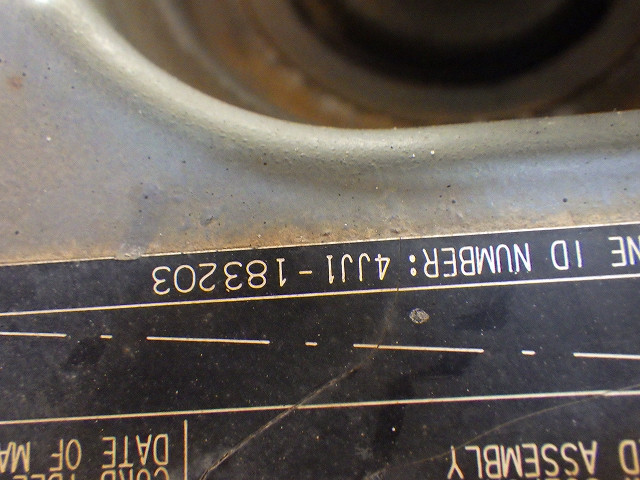 D ASSEMBLY DATE OF MA
NE ID NUMBER: 4JJ1-183203